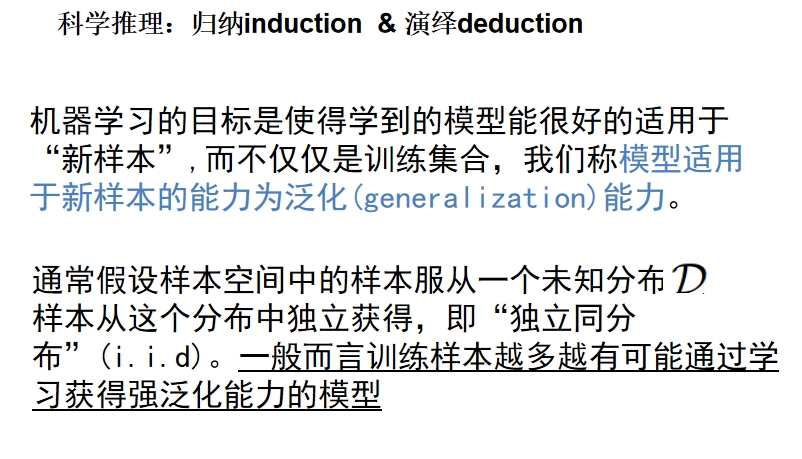 科学推理：归纳induction & 演绎deduction
机器学习的目标是使得学到的模型能很好的适用于
“新样本”,而不仅仅是训练集合，我们称模型适用
于新样本的能力为泛化(generalization)能力。
通常假设样本空间中的样本服从一个未知分布 𝒟
样本从这个分布中独立获得，即“独立同分
布”(i.i.d)。一般而言训练样本越多越有可能通过学
习获得强泛化能力的模型